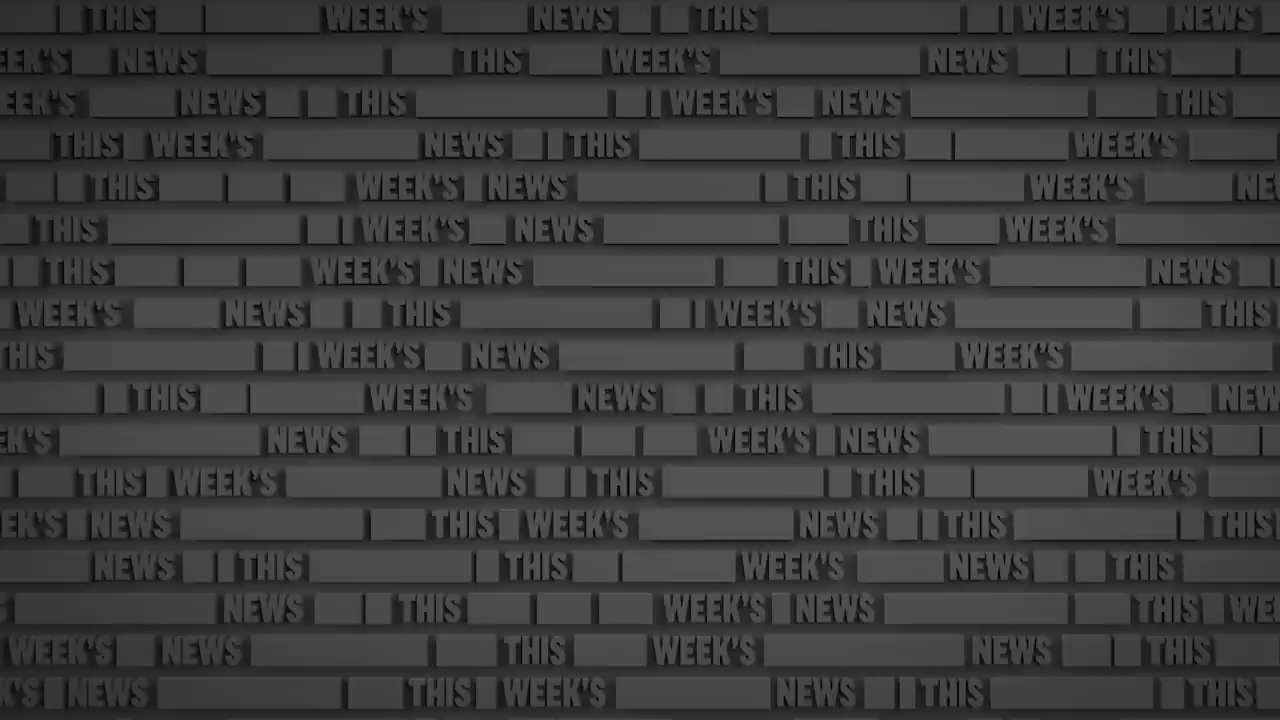 THIS WEEK'S NEWS THIS WEEK'S NEWS
EEK'S NEWS THIS WEEK'S NEWS THIS
EEK'S NEWS THIS WEEK'S NEWS THIS
THIS WEEK'S NEWS THIS THIS WEEK'S
THIS WEEK'S NEWS THIS WEEK'S NE
THIS WEEK'S NEWS THIS WEEK'S
THIS WEEK'S NEWS THIS WEEK'S NEWS
WEEK'S NEWS THIS WEEK'S NEWS THIS
THIS WEEK'S NEWS THIS WEEK'S
THIS WEEK'S NEWS THIS WEEK'S NEW
EK'S NEWS THIS WEEK'S NEWS THIS
THIS WEEK'S NEWS THIS THIS WEEK'S
EK'S NEWS THIS WEEK'S NEWS THIS THIS
NEWS THIS THIS WEEK'S NEWS THIS
S NEWS THIS WEEK'S NEWS THIS WE
WEEK'S NEWS THIS WEEK'S NEWS THIS
K'S NEWS THIS WEEK'S NEWS THIS THIS